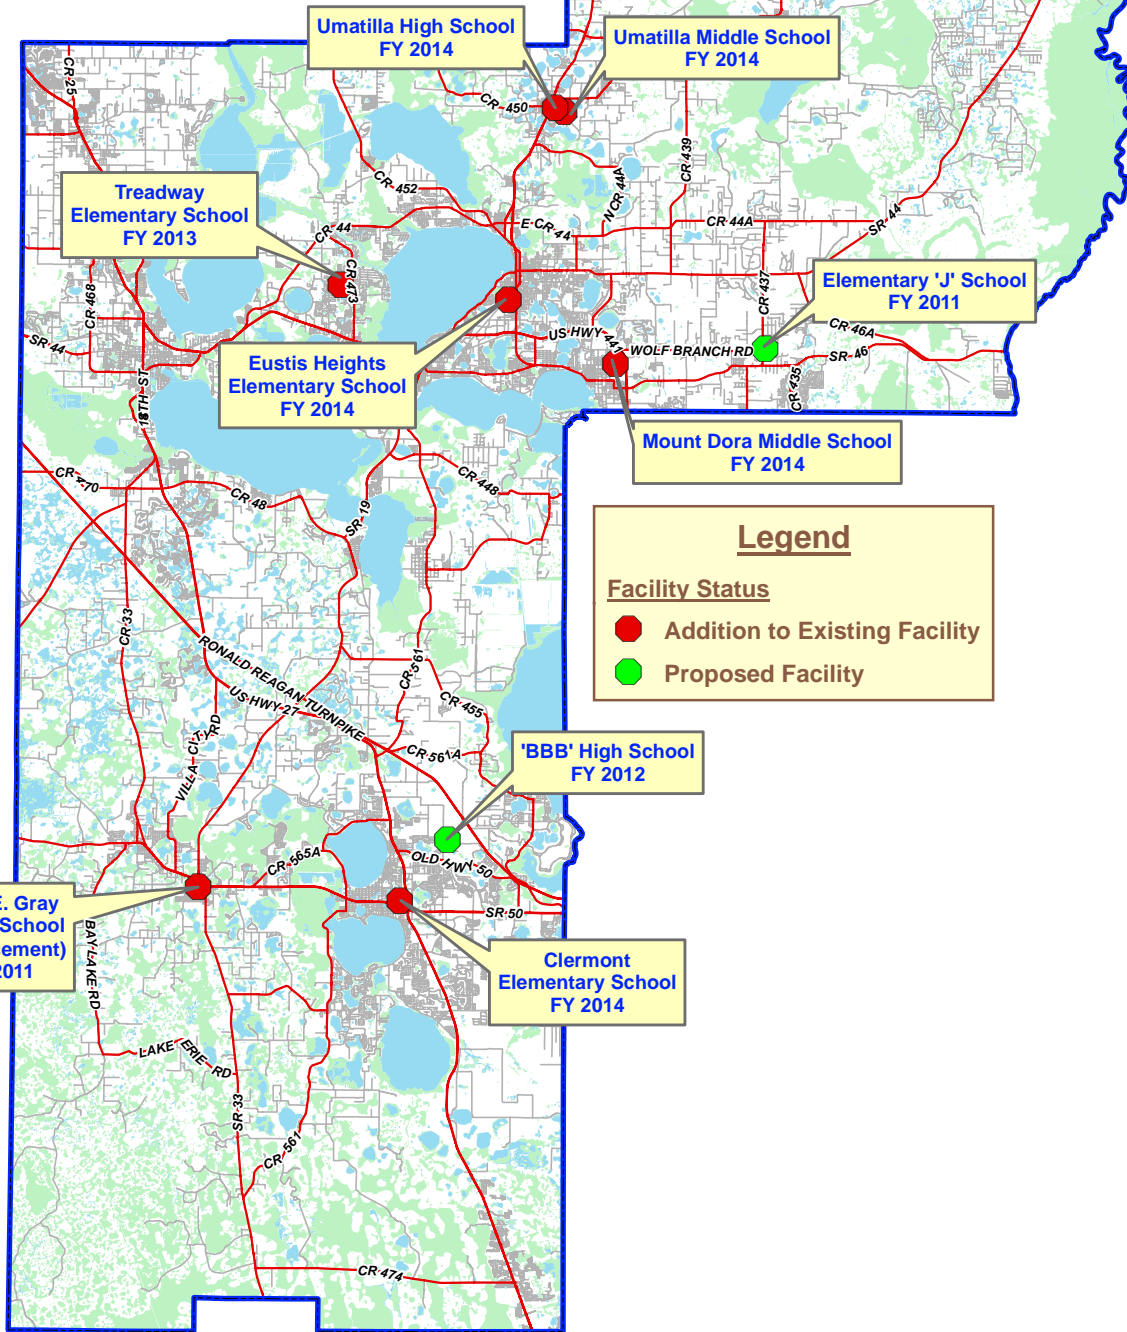 Umatilla High School
FY 2014
Umatilla Middle School
FY 2014
CR 25
CR 450
CR 439
CR 452
N CR 44A
Treadway
Elementary School
FY 2013
CR 44
E CR 44
CR 44A
SR 44
CR 473
CR 468
CR 437
Elementary 'J' School
FY 2011
SR 44
US HWY 441
WOLF BRANCH RD
CR 46A
SR 46
CR 435
Eustis Heights
Elementary School
FY 2014
18TH ST
Mount Dora Middle School
FY 2014
CR 470
CR 48
CR 448
SR 19
Legend
Facility Status
Addition to Existing Facility
Proposed Facility
CR 33
RONALD REAGAN TURNPIKE
US HWY 27
CR 561
CR 455
VILLA CITY RD
CR 561A
'BBB' High School
FY 2012
CR 565A
OLD HWY 50
SR 50
E. Gray
School
2011
BAY LAKE RD
Clermont
Elementary School
FY 2014
LAKE ERIE RD
SR 33
CR 561
CR 474